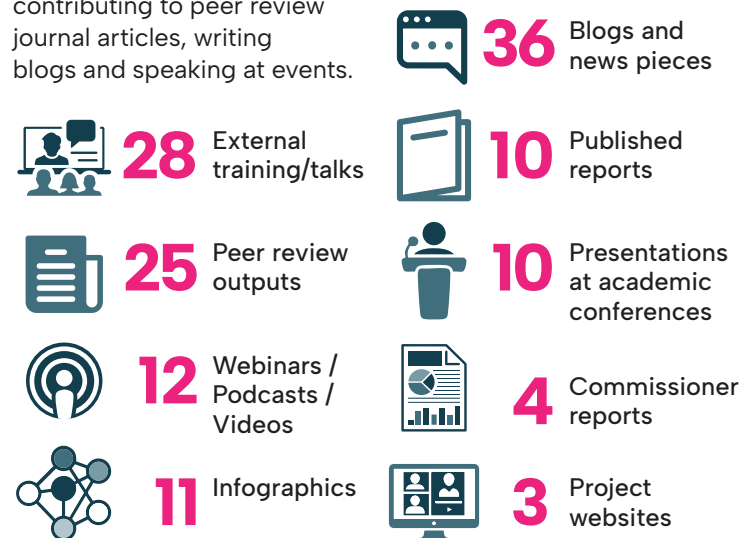 contributing to peer review
journal articles, writing
blogs and speaking at events.
36 Blogs and
news pieces
28 External
training/talks
10 Published
reports
25 Peer review
outputs
10 Presentations
at academic
conferences
12 Webinars /
Podcasts /
Videos
4 Commissioner
reports
11 Infographics
3 Project
websites